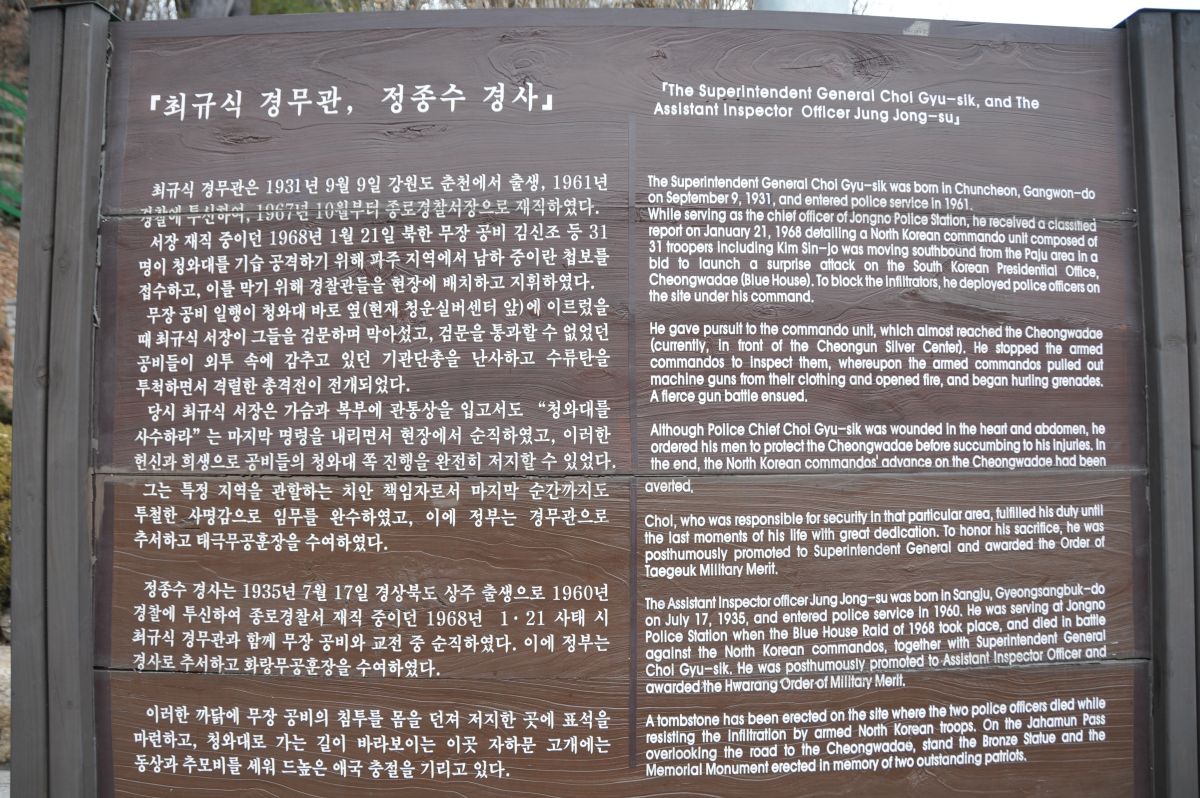 『최규식 경무관, 정종수 경사』
최규식 경무관은 1931년 9월 9일 강원도 춘천에서 출생, 1961년
경찰에 투신하여, 1967년 10월부터 종로경찰서장으로 재직하였다.
서장 재직 중이던 1968년 1월 21일 북한 무장 공비 김신조 등 31
명이 청와대를 기습 공격하기 위해 파주 지역에서 남하 중이란 첩보를
접수하고, 이를 막기 위해 경찰관들을 현장에 배치하고 지휘하였다.
무장 공비 일행이 청와대 바로 옆(현재 청운실버센터 앞)에 이르렀을
때 최규식 서장이 그들을 검문하며 막아섰고, 검문을 통과할 수 없었던
공비들이 외투 속에 감추고 있던 기관단총을 난사하고 수류탄을
투척하면서 격렬한 총격전이 전개되었다.
당시 최규식 서장은 가슴과 복부에 관통상을 입고서도 “청와대를
사수하라”는 마지막 명령을 내리면서 현장에서 순직하였고, 이러한
헌신과 희생으로 공비들의 청와대 쪽 진행을 완전히 저지할 수 있었다.
그는 특정 지역을 관할하는 치안 책임자로서 마지막 순간까지도
투철한 사명감으로 임무를 완수하였고, 이에 정부는 경무관으로
추서하고 태극무공훈장을 수여하였다.
정종수 경사는 1935년 7월 17일 경상북도 상주 출생으로 1960년
경찰에 투신하여 종로경찰서 재직 중이던 1968년 1·21 사태 시
최규식 경무관과 함께 무장 공비와 교전 중 순직하였다. 이에 정부는
경사로 추서하고 화랑무공훈장을 수여하였다.
이러한 까닭에 무장 공비의 침투를 몸을 던져 저지한 곳에 표석을
마련하고, 청와대로 가는 길이 바라보이는 이곳 자하문 고개에는
동상과 추모비를 세워 드높은 애국 충절을 기리고 있다.
『The Superintendent General Choi Gyu-sik, and The
Assistant Inspector Officer Jung Jong-su』
The Superintendent General Choi Gyu-sik was born in Chuncheon, Gangwon-do
on September 9, 1931, and entered police service in 1961.
While serving as the chief officer of Jongno Police Station, he received a classified
report on January 21, 1968 detailing a North Korean commando unit composed of
31 troopers including Kim Sin-jo was moving southbound from the Paju area in a
bid to launch a surprise attack on the South Korean Presidential Office,
Cheongwadae (Blue House). To block the infiltrators, he deployed police officers on
the site under his command.
He gave pursuit to the commando unit, which almost reached the Cheongwadae
(currently, in front of the Cheongun Silver Center). He stopped the armed
commandos to inspect them, whereupon the armed commandos pulled out
machine guns from their clothing and opened fire, and began hurling grenades.
A fierce gun battle ensued.
Although Police Chief Choi Gyu-sik was wounded in the heart and abdomen, he
ordered his men to protect the Cheongwadae before succumbing to his injuries. In
the end, the North Korean commandos' advance on the Cheongwadae had been
averted.
Choi, who was responsible for security in that particular area, fulfilled his duty until
the last moments of his life with great dedication. To honor his sacrifice, he was
posthumously promoted to Superintendent General and awarded the Order of
Taegeuk Military Merit.
The Assistant Inspector officer Jung Jong-su was born in Sangju, Gyeongsangbuk-do
on July 17, 1935, and entered police service in 1960. He was serving at Jongno
Police Station when the Blue House Raid of 1968 took place, and died in battle
against the North Korean commandos, together with Superintendent General
Choi Gyu-sik. He was posthumously promoted to Assistant Inspector Officer and
awarded the Hwarang Order of Military Merit.
A tombstone has been erected on the site where the two police officers died while
resisting the infiltration by armed North Korean troops. On the Jahamun Pass
overlooking the road to the Cheongwadae, stand the Bronze Statue and the
Memorial Monument erected in memory of two outstanding patriots.